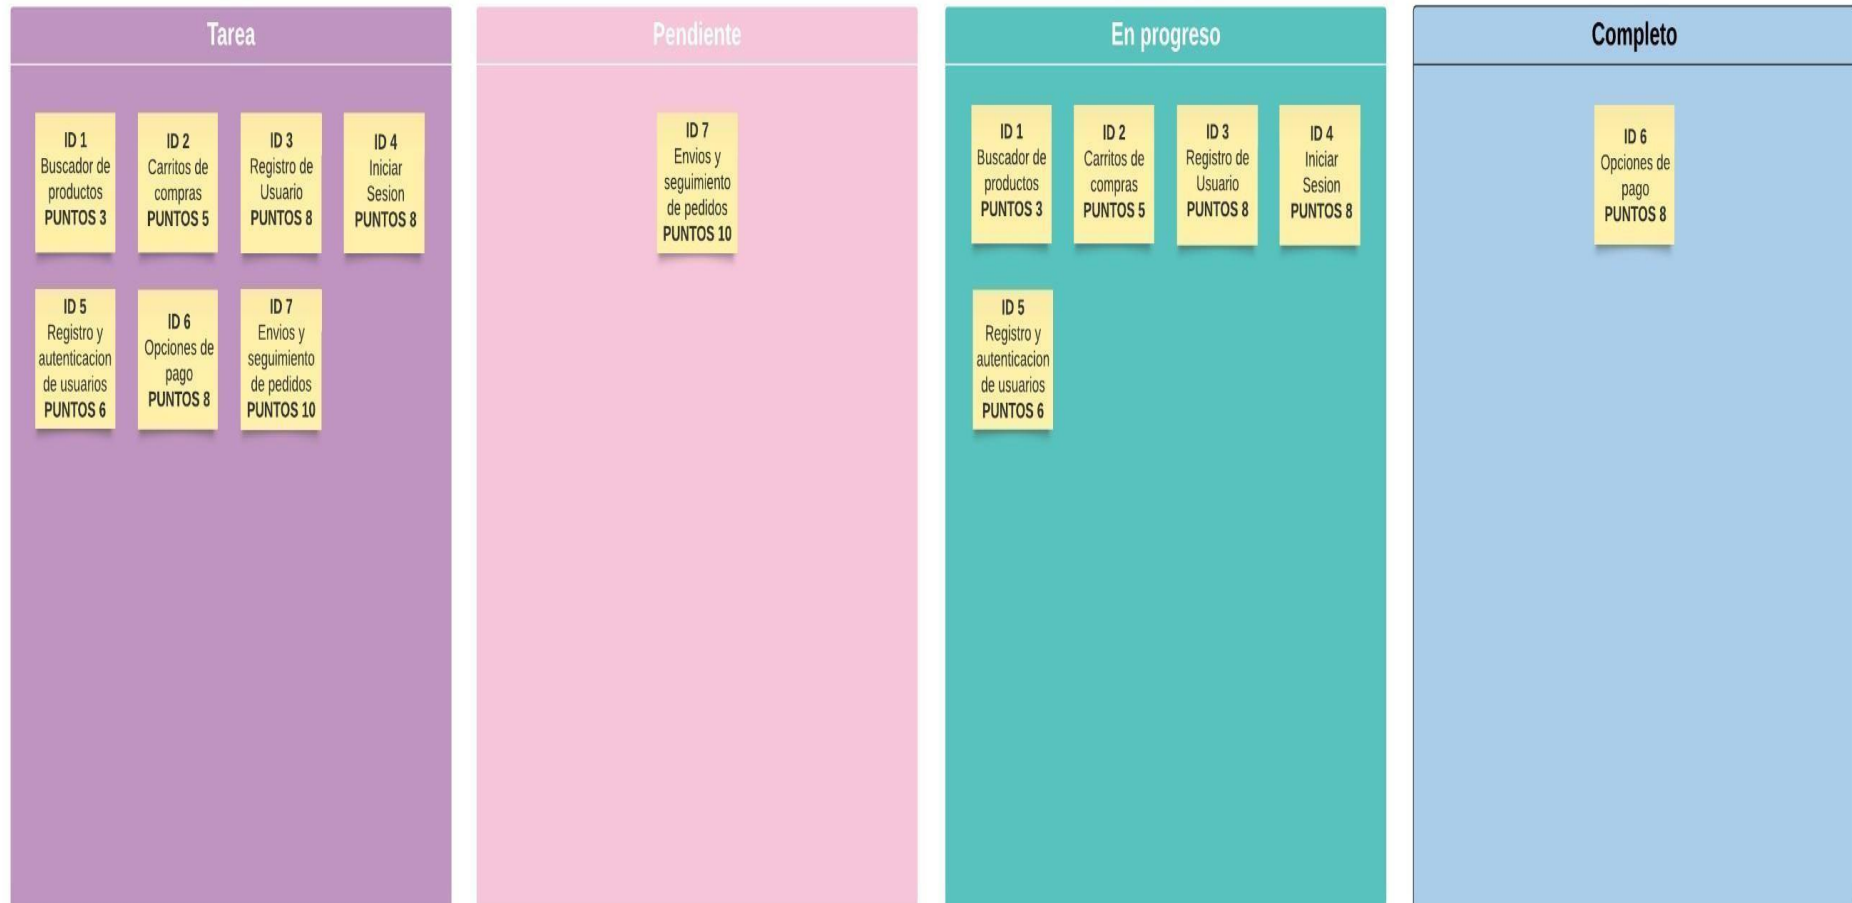 Tarea
ID 1
Buscador de
productos
PUNTOS 3
ID 2
Carritos de
compras
PUNTOS 5
ID 3
Registro de
Usuario
PUNTOS 8
ID 4
Iniciar
Sesion
PUNTOS 8
ID 5
Registro y
autenticacion
de usuarios
PUNTOS 6
ID 6
Opciones de
pago
PUNTOS 8
ID 7
Envios y
seguimiento
de pedidos
PUNTOS 10
Pendiente
ID 7
Envios y
seguimiento
de pedidos
PUNTOS 10
En progreso
ID 1
Buscador de
productos
PUNTOS 3
ID 2
Carritos de
compras
PUNTOS 5
ID 3
Registro de
Usuario
PUNTOS 8
ID 4
Iniciar
Sesion
PUNTOS 8
ID 5
Registro y
autenticacion
de usuarios
PUNTOS 6
Completo
ID 6
Opciones de
pago
PUNTOS 8